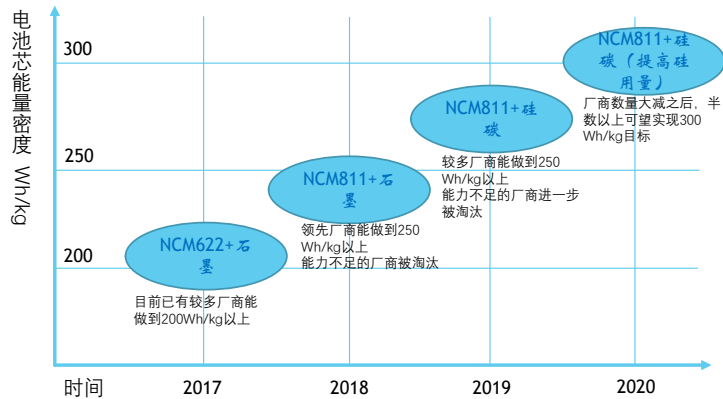 电池芯能量密度 Wh/kg
300
250
200
NCM811+硅
碳（提高硅
用量）
厂商数量大减之后，半
数以上可望实现300
Wh/kg目标
NCM811+硅
碳
较多厂商能做到250
Wh/kg以上
能力不足的厂商进一步
被淘汰
NCM811+石
墨
领先厂商能做到250
Wh/kg以上
能力不足的厂商被淘汰
NCM622+石
墨
目前已有较多厂商能
做到200Wh/kg以上
时间
2017
2018
2019
2020